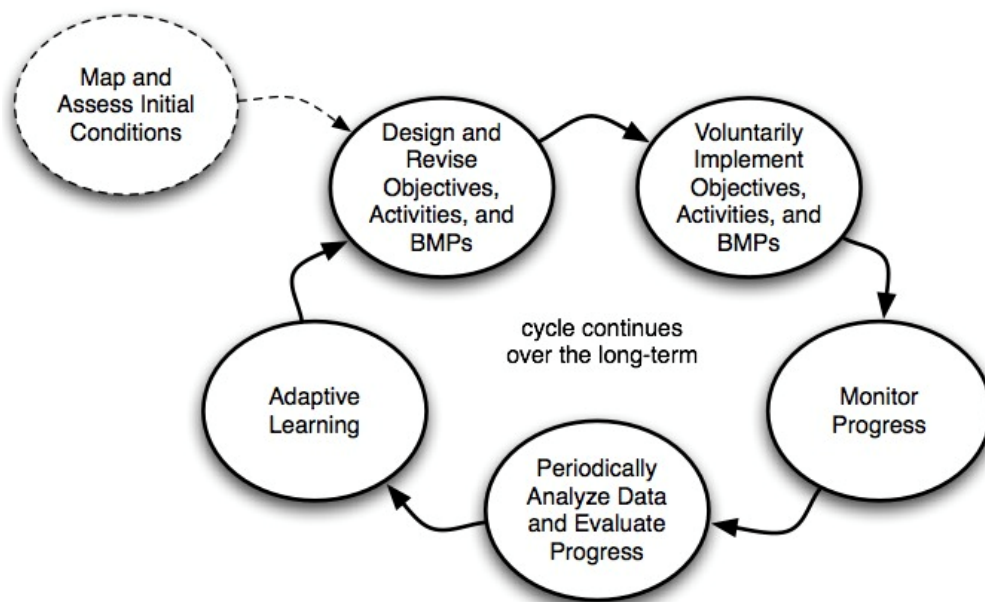 Map and
Assess Initial
Conditions
Design and
Revise
Objectives,
Activities, and
BMPs
Voluntarily
Implement
Objectives,
Activities, and
BMPs
cycle continues
over the long-term
Adaptive
Learning
Monitor
Progress
Periodically
Analyze Data
and Evaluate
Progress